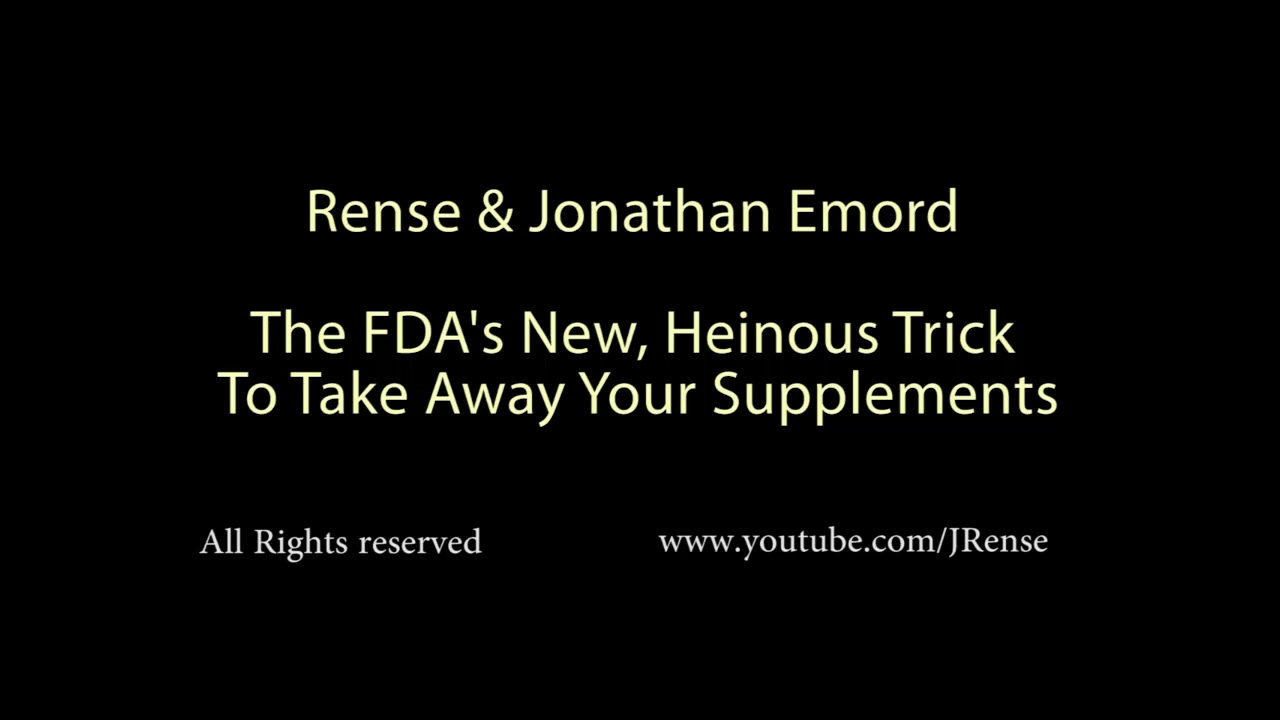 Rense & Jonathan Emord
The FDA's New, Heinous Trick
To Take Away Your Supplements
All Rights reserved
www.youtube.com/JRense